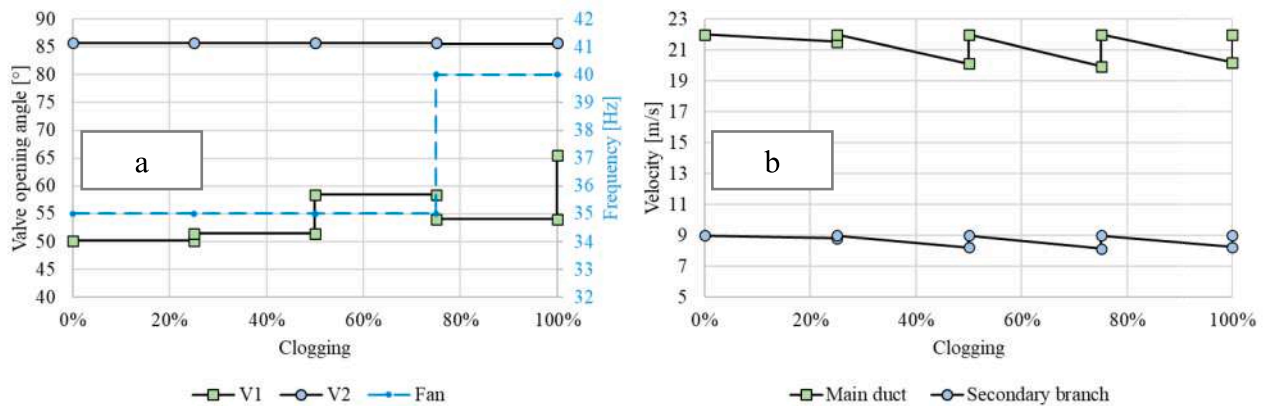 90 42
85 41
80 40
75 39
70 38
65 37
60 36
55 35
50 34
45 33
40 32
Valve opening angle [°]
Frequency [Hz]
a
0% 20% 40% 60% 80% 100%
Clogging
V1 V2 Fan
23
21
19
17
15
13
11
9
7
5
Velocity [m/s]
b
0% 20% 40% 60% 80% 100%
Clogging
Main duct Secondary branch